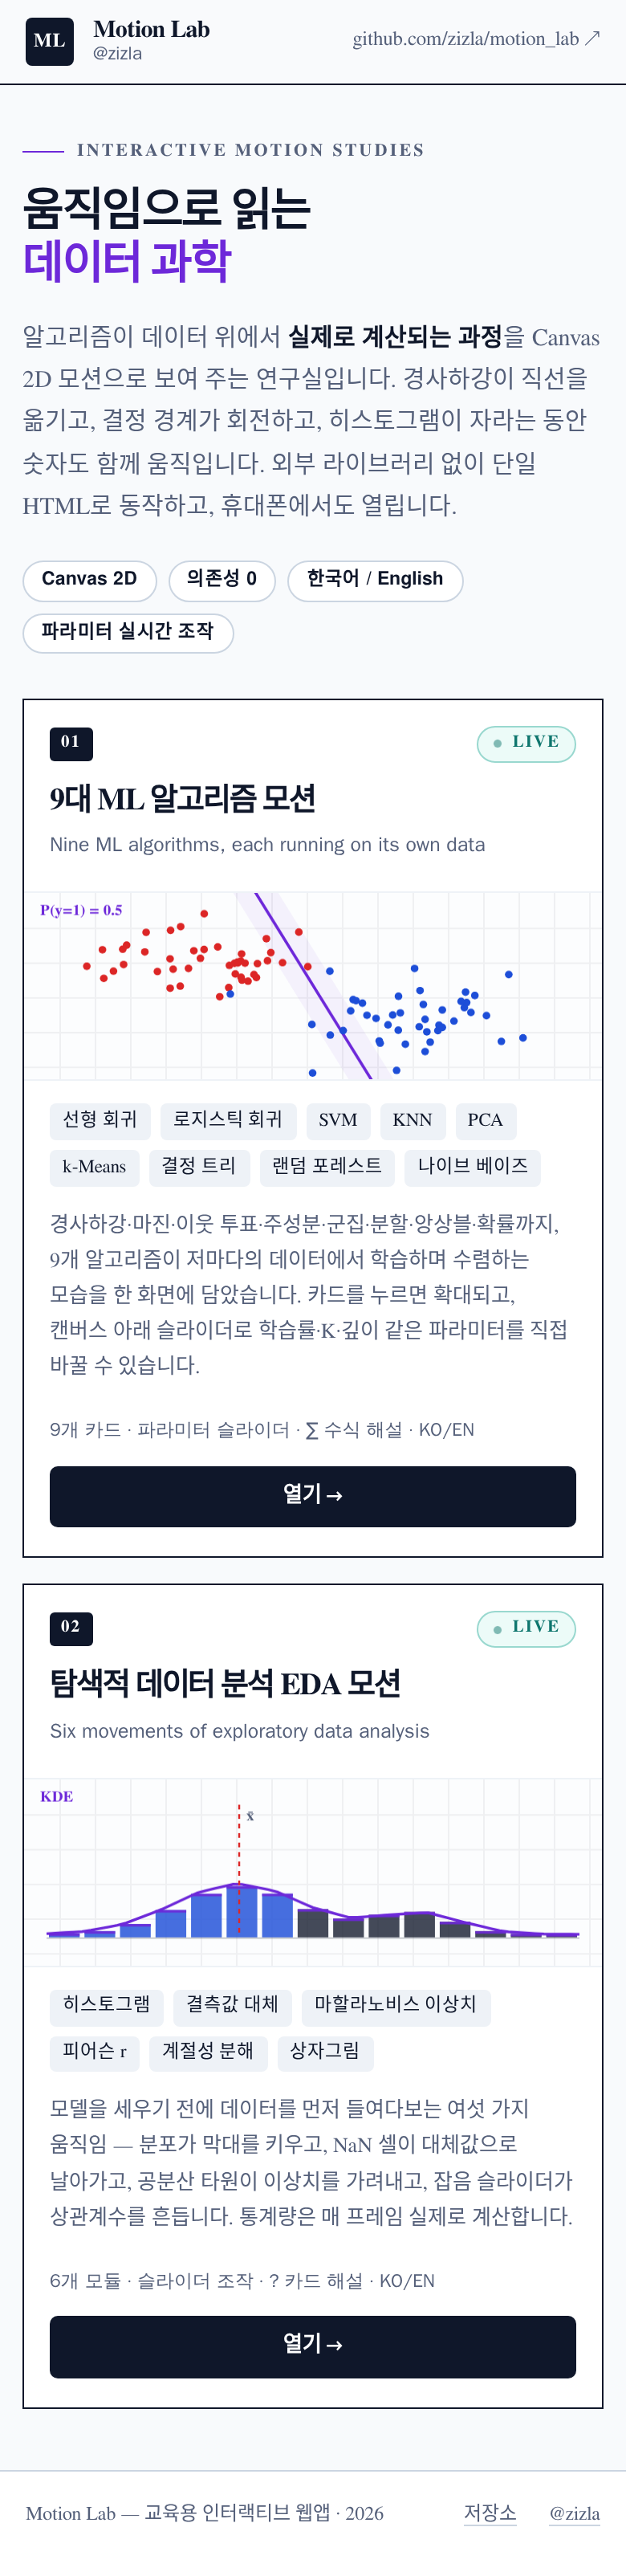 ML
Motion Lab
@zizla
github.com/zizla/motion_lab ↗
INTERACTIVE MOTION STUDIES
움직임으로 읽는
데이터 과학
알고리즘이 데이터 위에서 실제로 계산되는 과정을 Canvas
2D 모션으로 보여 주는 연구실입니다. 경사하강이 직선을
옮기고, 결정 경계가 회전하고, 히스토그램이 자라는 동안
숫자도 함께 움직입니다. 외부 라이브러리 없이 단일
HTML로 동작하고, 휴대폰에서도 열립니다.
Canvas 2D
의존성 0
한국어 / English
파라미터 실시간 조작
01
LIVE
9대 ML 알고리즘 모션
Nine ML algorithms, each running on its own data
P(y=1) = 0.5
선형 회귀
로지스틱 회귀
SVM
KNN
PCA
k-Means
결정 트리
랜덤 포레스트
나이브 베이즈
경사하강·마진·이웃 투표·주성분·군집·분할·앙상블·확률까지,
9개 알고리즘이 저마다의 데이터에서 학습하며 수렴하는
모습을 한 화면에 담았습니다. 카드를 누르면 확대되고,
캔버스 아래 슬라이더로 학습률·K·깊이 같은 파라미터를 직접
바꿀 수 있습니다.
9개 카드 · 파라미터 슬라이더 · ∑ 수식 해설 · KO/EN
열기 →
02
LIVE
탐색적 데이터 분석 EDA 모션
Six movements of exploratory data analysis
KDE
x̄
히스토그램
결측값 대체
마할라노비스 이상치
피어슨 r
계절성 분해
상자그림
모델을 세우기 전에 데이터를 먼저 들여다보는 여섯 가지
움직임 — 분포가 막대를 키우고, NaN 셀이 대체값으로
날아가고, 공분산 타원이 이상치를 가려내고, 잡음 슬라이더가
상관계수를 흔듭니다. 통계량은 매 프레임 실제로 계산합니다.
6개 모듈 · 슬라이더 조작 · ? 카드 해설 · KO/EN
열기 →
Motion Lab — 교육용 인터랙티브 웹앱 · 2026
저장소
@zizla